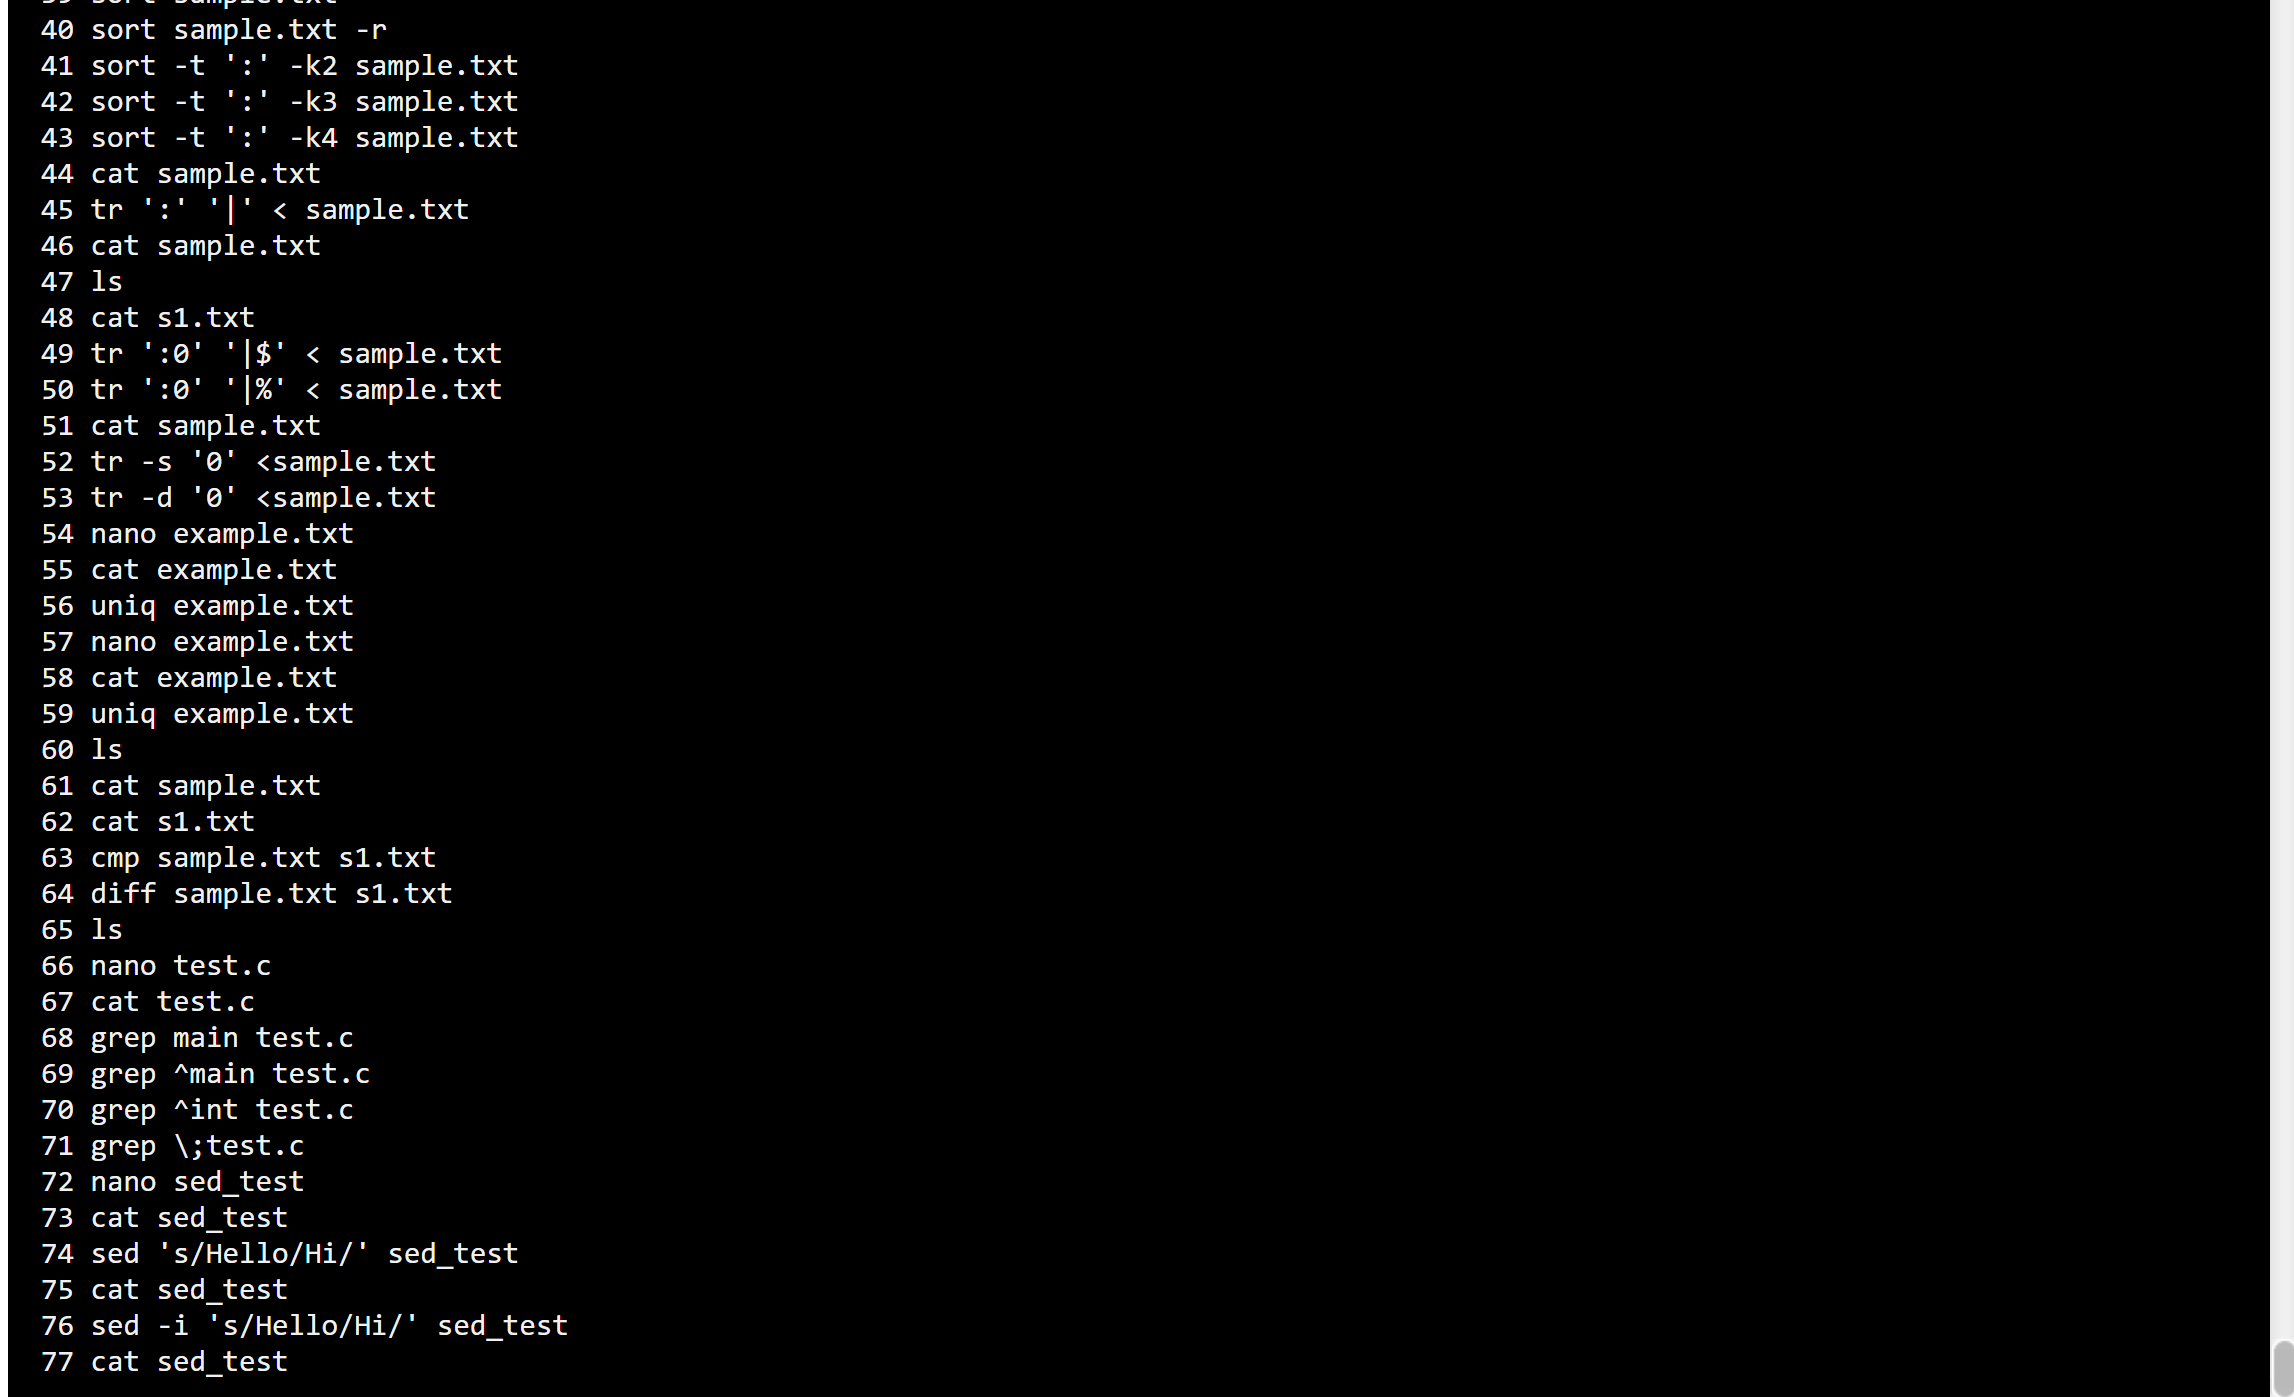 39 sort sample.txt
40 sort sample.txt -r
41 sort -t ':' -k2 sample.txt
42 sort -t ':' -k3 sample.txt
43 sort -t ':' -k4 sample.txt
44 cat sample.txt
45 tr ':' '|' < sample.txt
46 cat sample.txt
47 ls
48 cat s1.txt
49 tr ':0' '|$' < sample.txt
50 tr ':0' '|%' < sample.txt
51 cat sample.txt
52 tr -s '0' <sample.txt
53 tr -d '0' <sample.txt
54 nano example.txt
55 cat example.txt
56 uniq example.txt
57 nano example.txt
58 cat example.txt
59 uniq example.txt
60 ls
61 cat sample.txt
62 cat s1.txt
63 cmp sample.txt s1.txt
64 diff sample.txt s1.txt
65 ls
66 nano test.c
67 cat test.c
68 grep main test.c
69 grep ^main test.c
70 grep ^int test.c
71 grep \;test.c
72 nano sed_test
73 cat sed_test
74 sed 's/Hello/Hi/' sed_test
75 cat sed_test
76 sed -i 's/Hello/Hi/' sed_test
77 cat sed_test